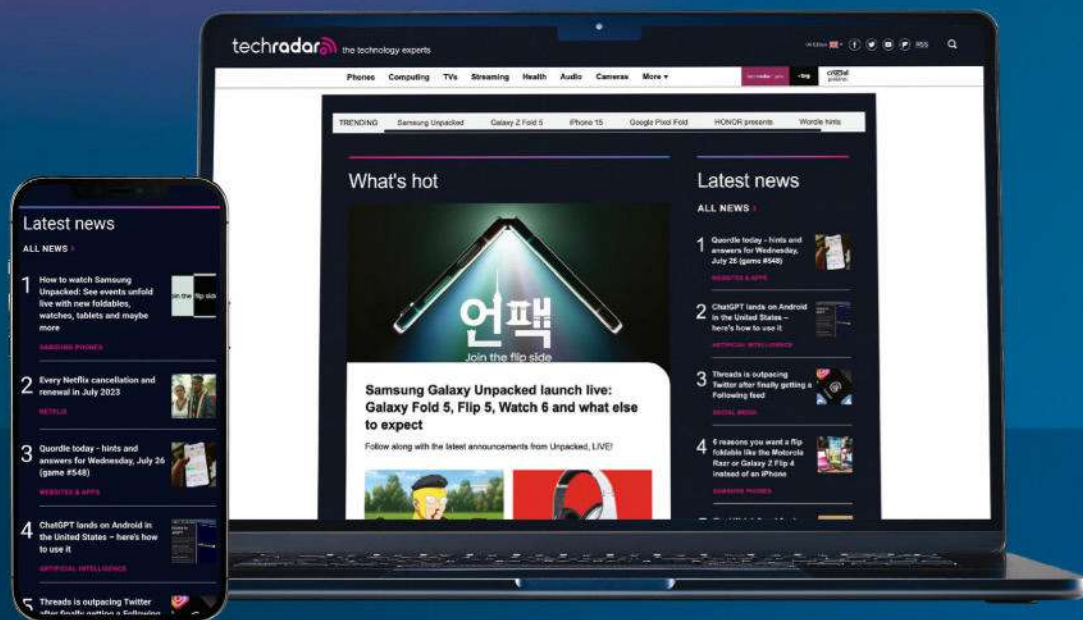 techradar the technology experts
RSS
Phones Computing TVs Streaming Health Audio Cameras More
TRENDING Samsung Unpacked Galaxy Z Fold 5 iPhone 15 Google Pixel Fold HONOR presents Wordle hints
What's hot
언팩
Join the flip side
Samsung Galaxy Unpacked launch live:
Galaxy Fold 5, Flip 5, Watch 6 and what else
to expect
Follow along with the latest announcements from Unpacked, LIVE!
Latest news
ALL NEWS
1 Quordle today - hints and
answers for Wednesday,
July 26 (game #548)
WEBSITES & APPS
2 ChatGPT lands on Android
in the United States –
here's how to use it
ARTIFICIAL INTELLIGENCE
3 Threads is outpacing
Twitter after finally getting a
Following feed
SOCIAL MEDIA
4 6 reasons you want a flip
foldable like the Motorola
Razr or Galaxy Z Flip 4
instead of an iPhone
SAMSUNG PHONES
Latest news
ALL NEWS
1 How to watch Samsung
Unpacked: See events unfold
live with new foldables,
watches, tablets and maybe
more
SAMSUNG PHONES
join the flip side
2 Every Netflix cancellation and
renewal in July 2023
NETFLIX
3 Quordle today - hints and
answers for Wednesday, July 26
(game #548)
WEBSITES & APPS
4 ChatGPT lands on Android in
the United States – here's how
to use it
ARTIFICIAL INTELLIGENCE
5 Threads is outpacing Twitter
after finally getting a Following